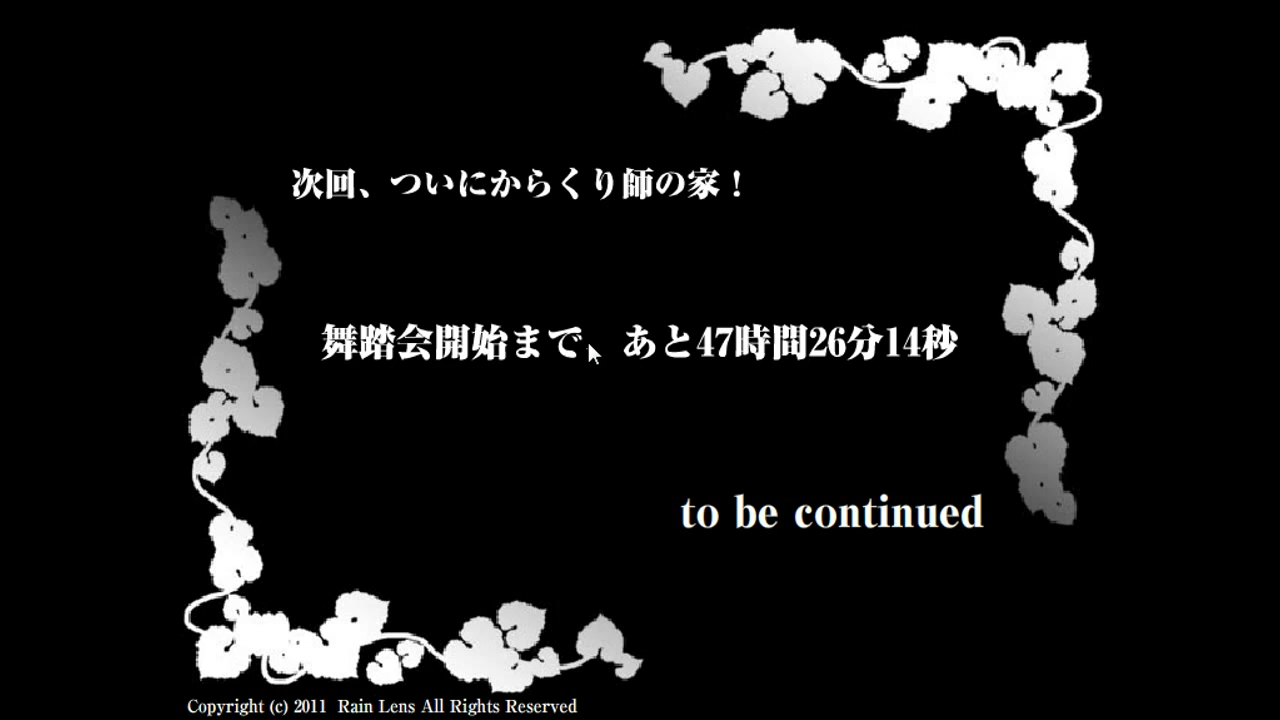 次回、ついにからくり師の家！
舞踏会開始まで、あと47時間26分14秒
to be continued
Copyright (c) 2011 Rain Lens All Rights Reserved